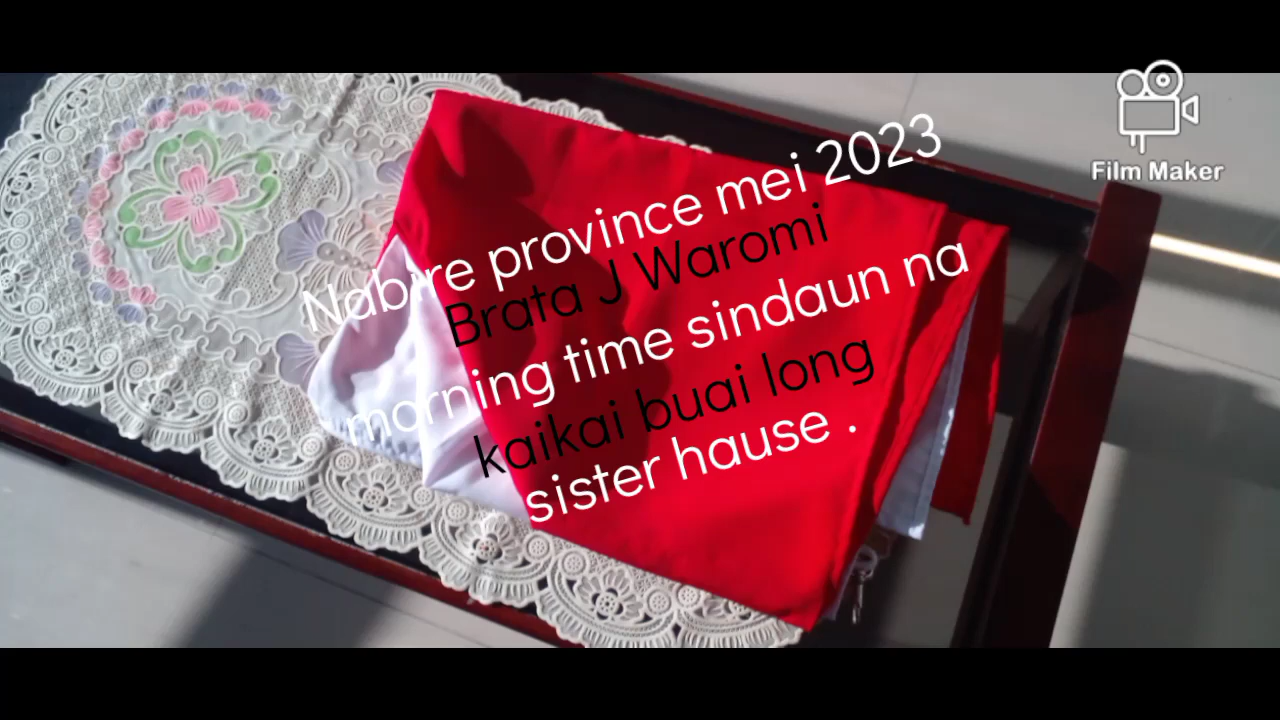 Film Maker
Nabire province mei 2023
Brata J Waromi
morning time sindaun na
kaikai buai long
sister hause .